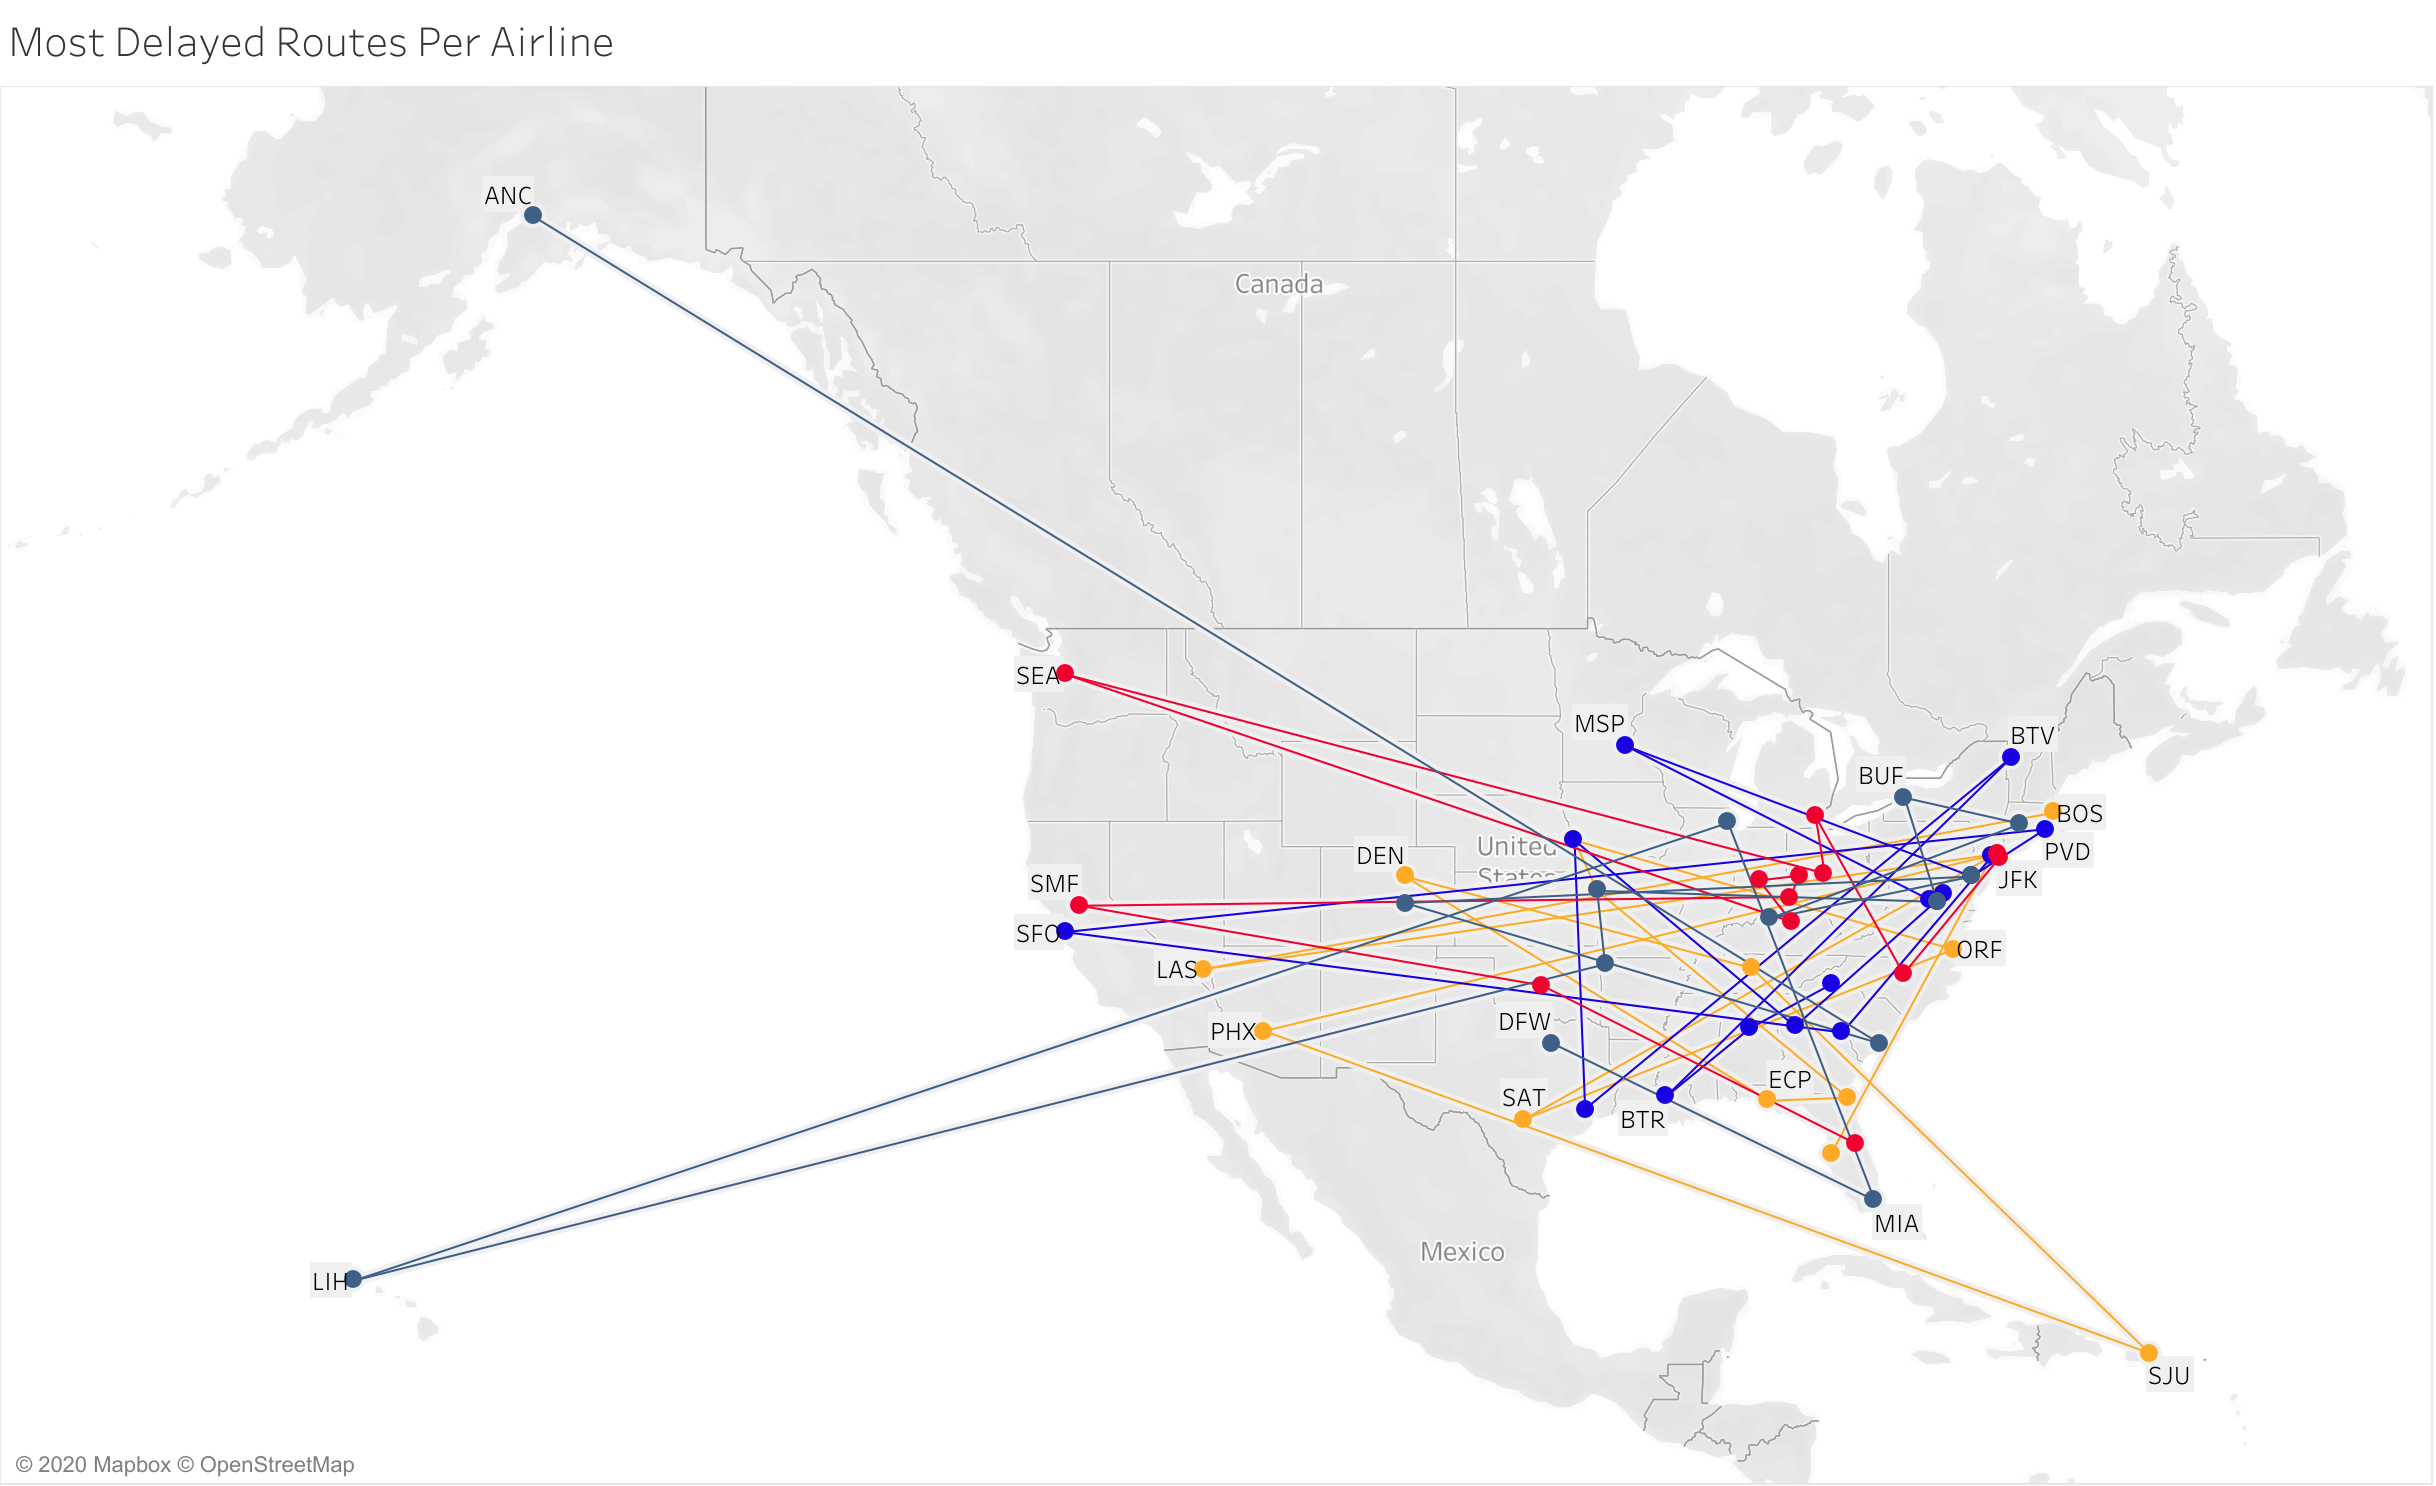 Most Delayed Routes Per Airline
ANC
Canada
SEA
MSP
BTV
BUF
BOS
United
States
DEN
PVD
SMF
JFK
SFO
ORF
LAS
DFW
PHX
ECP
SAT
BTR
MIA
Mexico
LIH
SJU
© 2020 Mapbox © OpenStreetMap